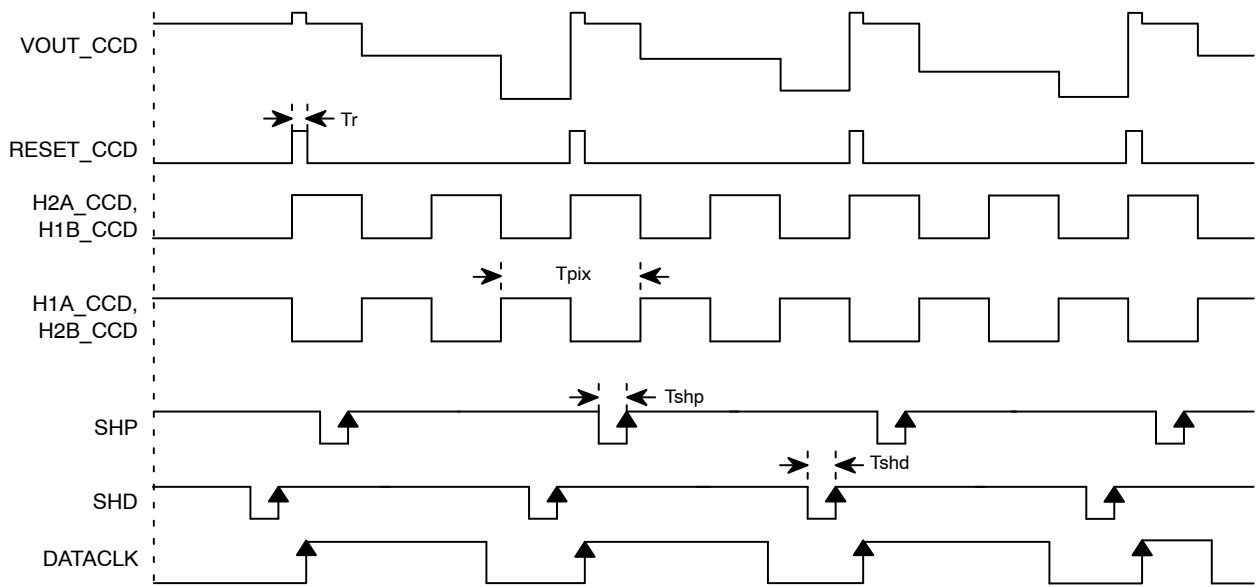 VOUT_CCD
Tr
RESET_CCD
H2A_CCD,
H1B_CCD
Tpix
H1A_CCD,
H2B_CCD
Tshp
SHP
Tshd
SHD
DATACLK